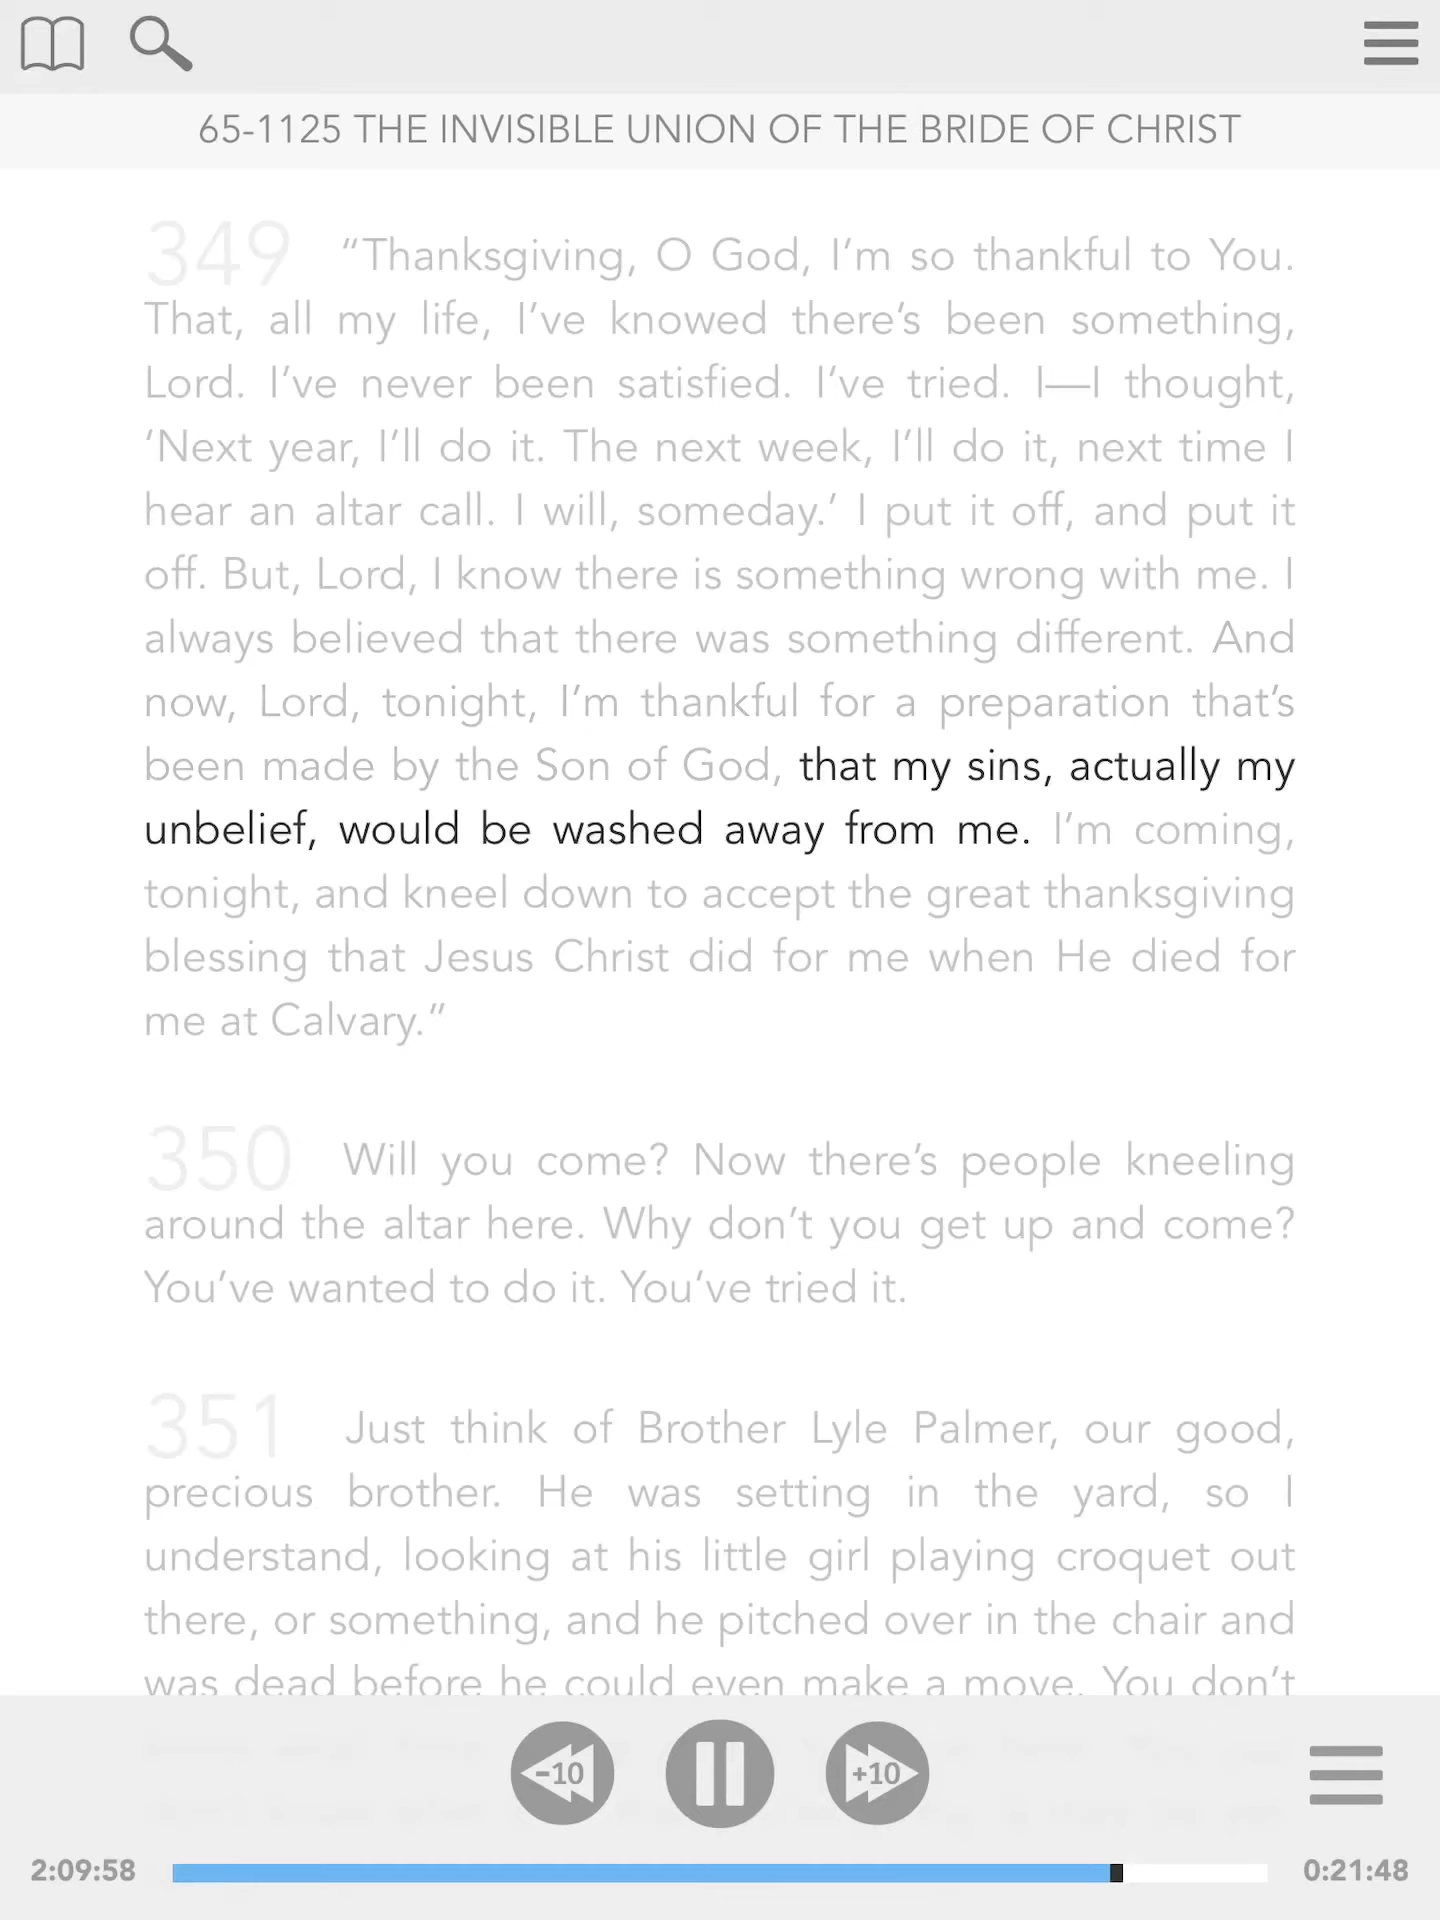 65-1125 THE INVISIBLE UNION OF THE BRIDE OF CHRIST
349 “Thanksgiving, O God, I’m so thankful to You.
That, all my life, I’ve knowed there’s been something,
Lord. I’ve never been satisfied. I’ve tried. I—I thought,
‘Next year, I’ll do it. The next week, I’ll do it, next time I
hear an altar call. I will, someday.’ I put it off, and put it
off. But, Lord, I know there is something wrong with me. I
always believed that there was something different. And
now, Lord, tonight, I’m thankful for a preparation that’s
been made by the Son of God, that my sins, actually my
unbelief, would be washed away from me. I’m coming,
tonight, and kneel down to accept the great thanksgiving
blessing that Jesus Christ did for me when He died for
me at Calvary.”
350 Will you come? Now there’s people kneeling
around the altar here. Why don’t you get up and come?
You’ve wanted to do it. You’ve tried it.
351 Just think of Brother Lyle Palmer, our good,
precious brother. He was setting in the yard, so I
understand, looking at his little girl playing croquet out
there, or something, and he pitched over in the chair and
was dead before he could even make a move. You don’t
-10 +10
2:09:58 0:21:48